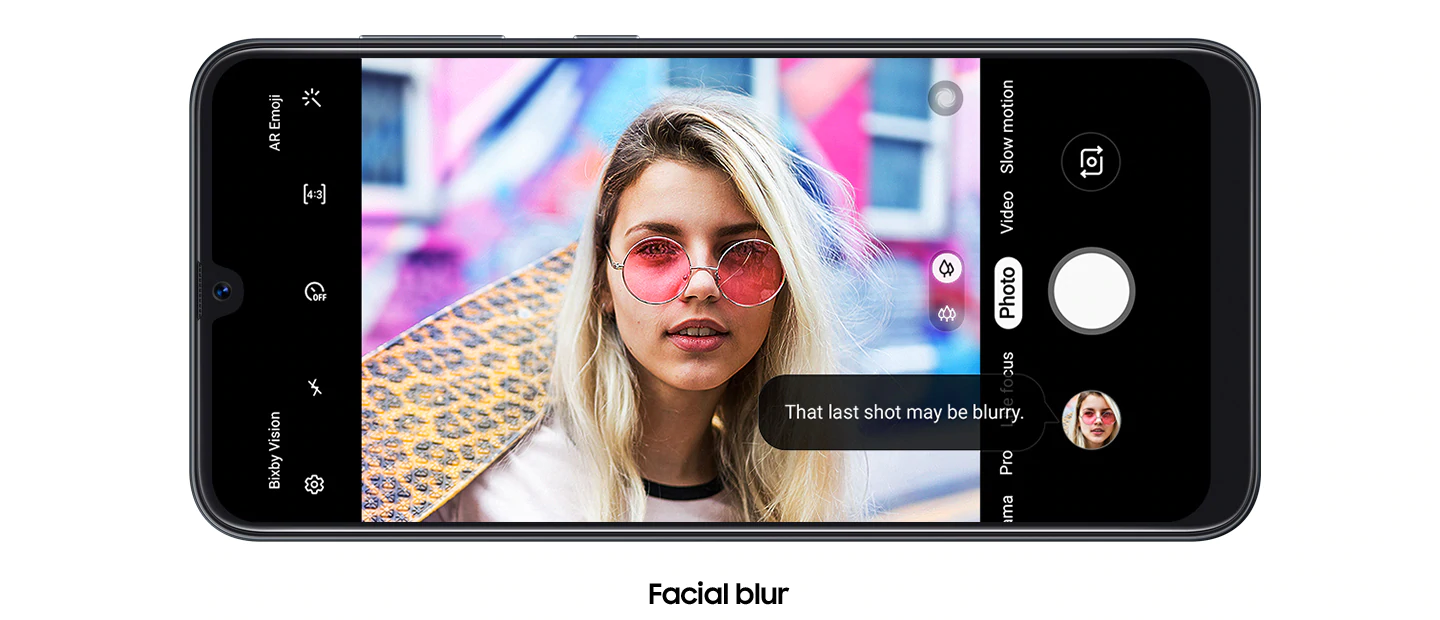 AR Emoji
4:3
OFF
Bixby Vision
Slow motion
Video
Photo
focus
Pro
ama
That last shot may be blurry.
Facial blur